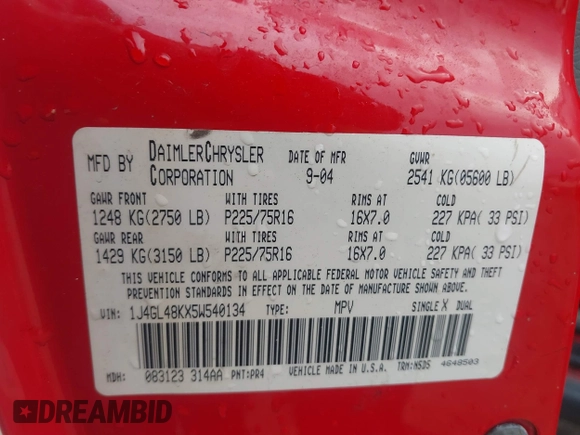 MFD BY DAIMLERCHRYSLER CORPORATION DATE OF MFR 9-04 GVWR 2541 KG(05600 LB)
GAWR FRONT WITH TIRES RIMS AT COLD
1248 KG(2750 LB) P225/75R16 16X7.0 227 KPA( 33 PSI)
GAWR REAR WITH TIRES RIMS AT COLD
1429 KG(3150 LB) P225/75R16 16X7.0 227 KPA( 33 PSI)
THIS VEHICLE CONFORMS TO ALL APPLICABLE FEDERAL MOTOR VEHICLE SAFETY AND THEFT
PREVENTION STANDARDS IN EFFECT ON THE DATE OF MANUFACTURE SHOWN ABOVE.
VIN: 1J4GL48KX5W540134 TYPE: MPV SINGLE X DUAL
MDH: 083123 314AA PNT:PR4 VEHICLE MADE IN U.S.A. TRM:N5DS 4648503
DREAMBID